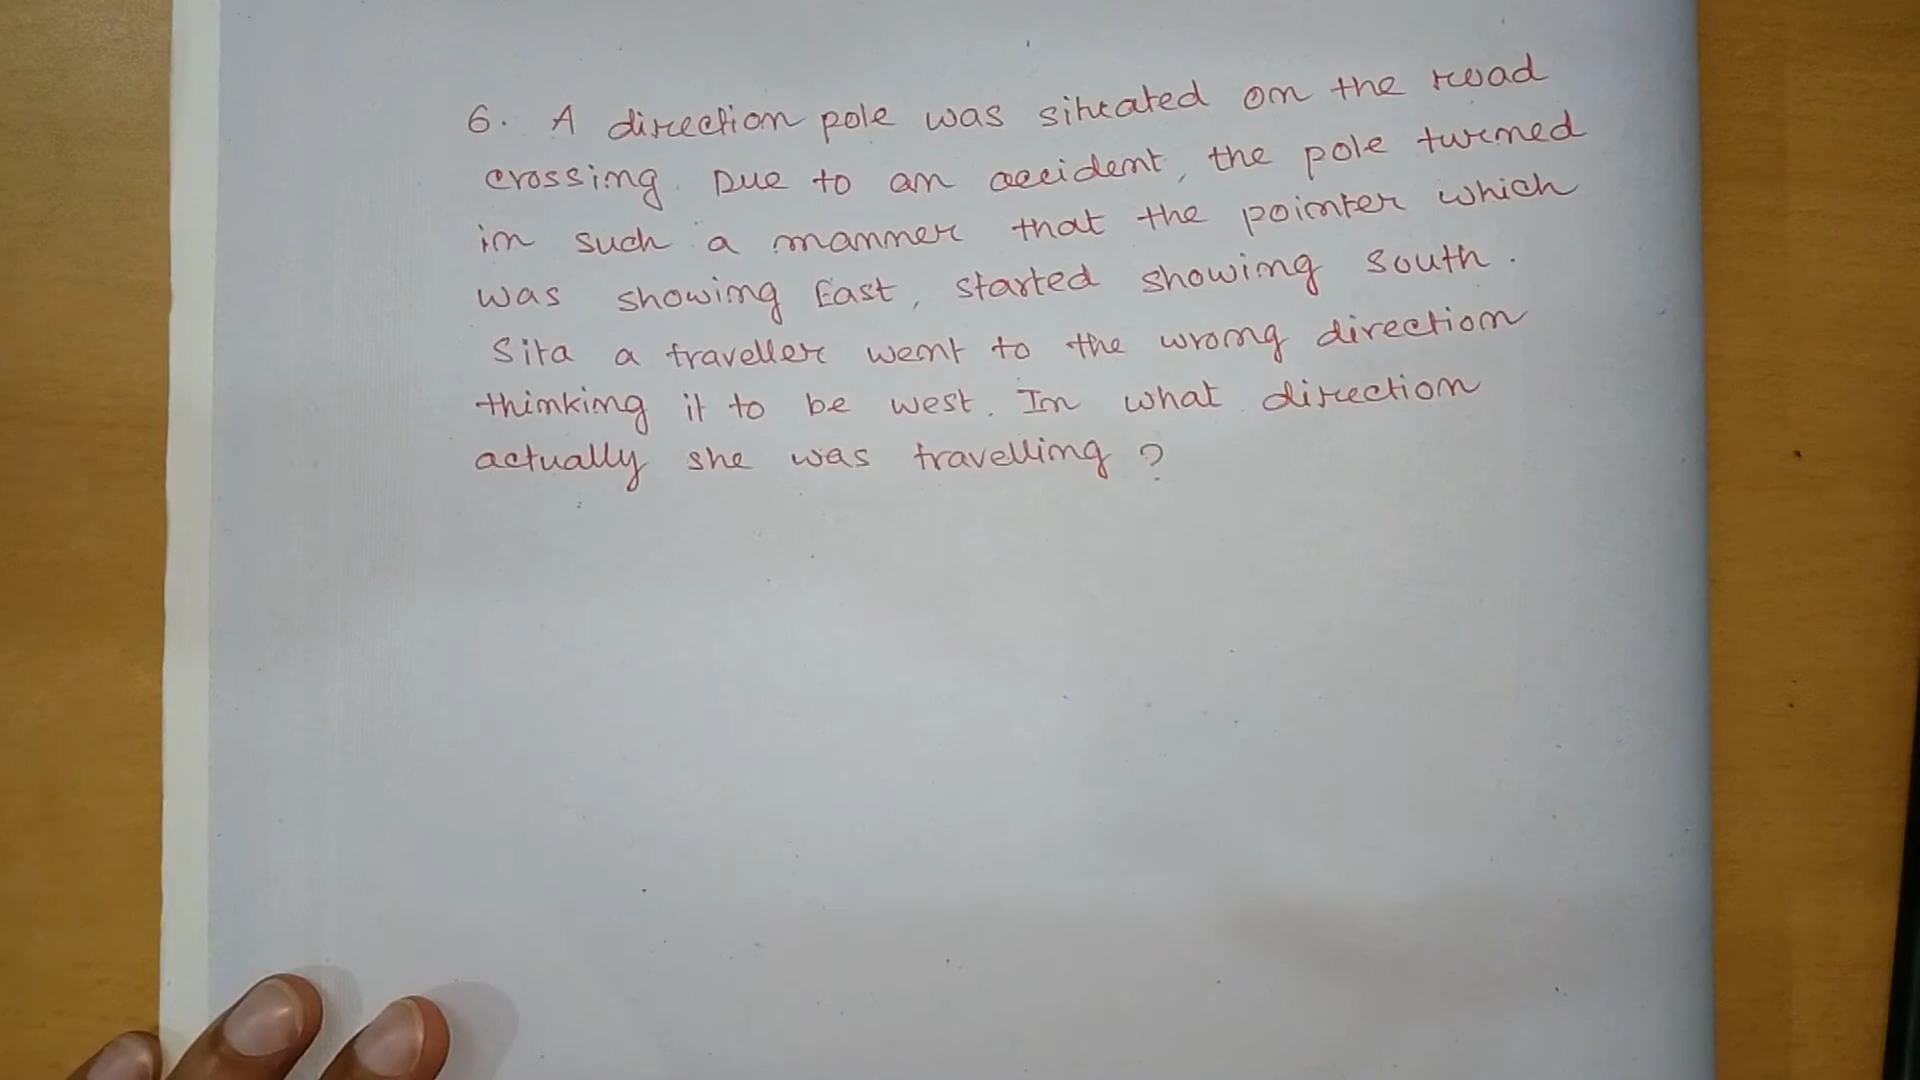 6. A direction pole was situated on the road
crossing. Due to an accident, the pole turned
in such a manner that the pointer which
was showing East, started showing south.
Sita a traveller went to the wrong direction
thinking it to be west. In what direction
actually she was travelling ?